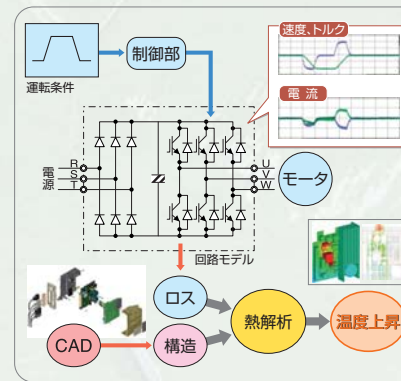 速度、トルク
制御部
運転条件
電流
電源
R
S
T
U
V
W
モータ
回路モデル
ロス
熱解析
温度上昇
CAD
構造